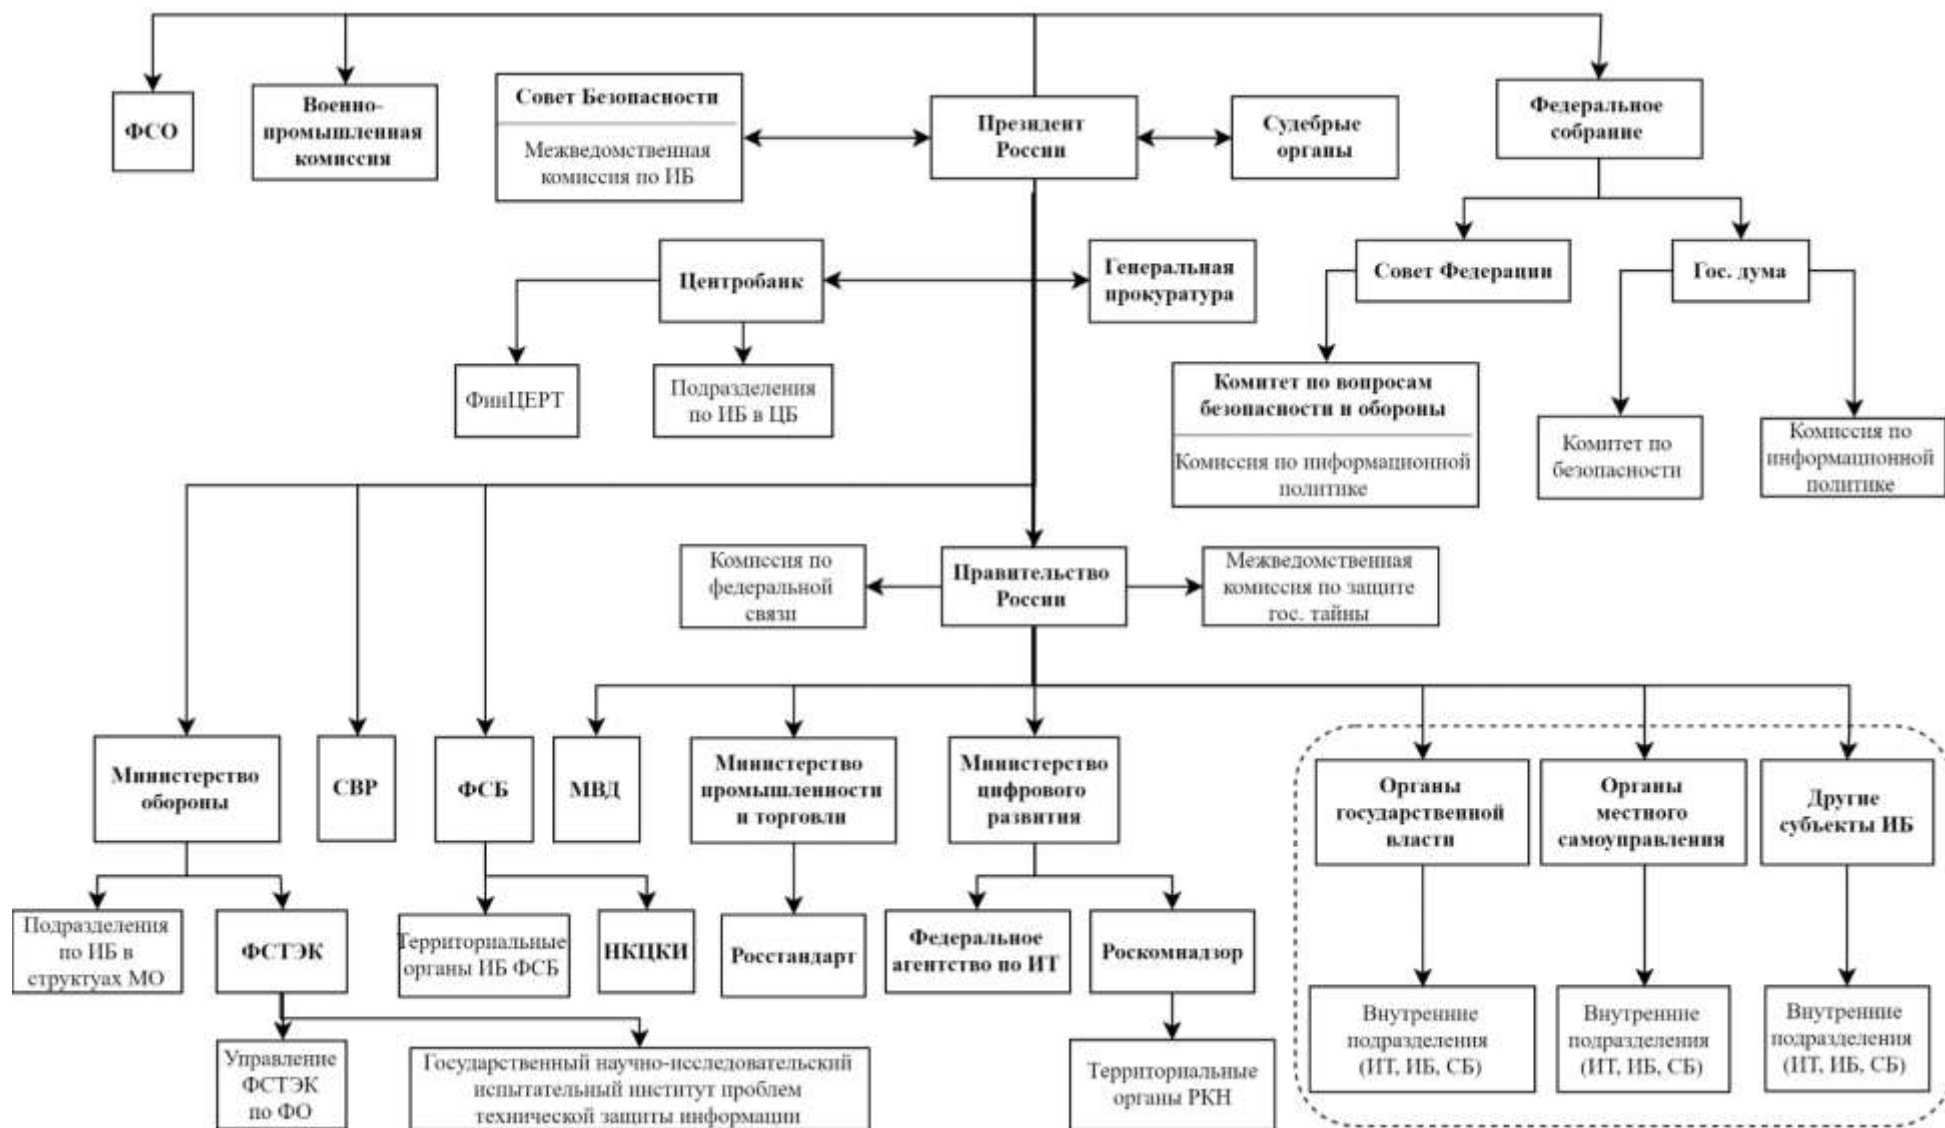 ФСО
Военно-
промышленная
комиссия
Совет Безопасности
Межведомственная
комиссия по ИБ
Президент
России
Судебрые
органы
Федеральное
собрание
Центробанк
Генеральная
прокуратура
Совет Федерации
Гос. дума
ФинЦЕРТ
Подразделения
по ИБ в ЦБ
Комитет по вопросам
безопасности и обороны
Комиссия по информационной
политике
Комитет по
безопасности
Комиссия по
информационной
политике
Комиссия по
федеральной
связи
Правительство
России
Межведомственная
комиссия по защите
гос. тайны
Министерство
обороны
СВР
ФСБ
МВД
Министерство
промышленности
и торговли
Министерство
цифрового
развития
Органы
государственной
власти
Органы
местного
самоуправления
Другие
субъекты ИБ
Подразделения
по ИБ в
структуах МО
ФСТЭК
Территориальные
органы ИБ ФСБ
НКЦКИ
Росстандарт
Федеральное
агентство по ИТ
Роскомнадзор
Внутренние
подразделения
(ИТ, ИБ, СБ)
Внутренние
подразделения
(ИТ, ИБ, СБ)
Внутренние
подразделения
(ИТ, ИБ, СБ)
Управление
ФСТЭК
по ФО
Государственный научно-исследовательский
испытательный институт проблем
технической защиты информации
Территориальные
органы РКН